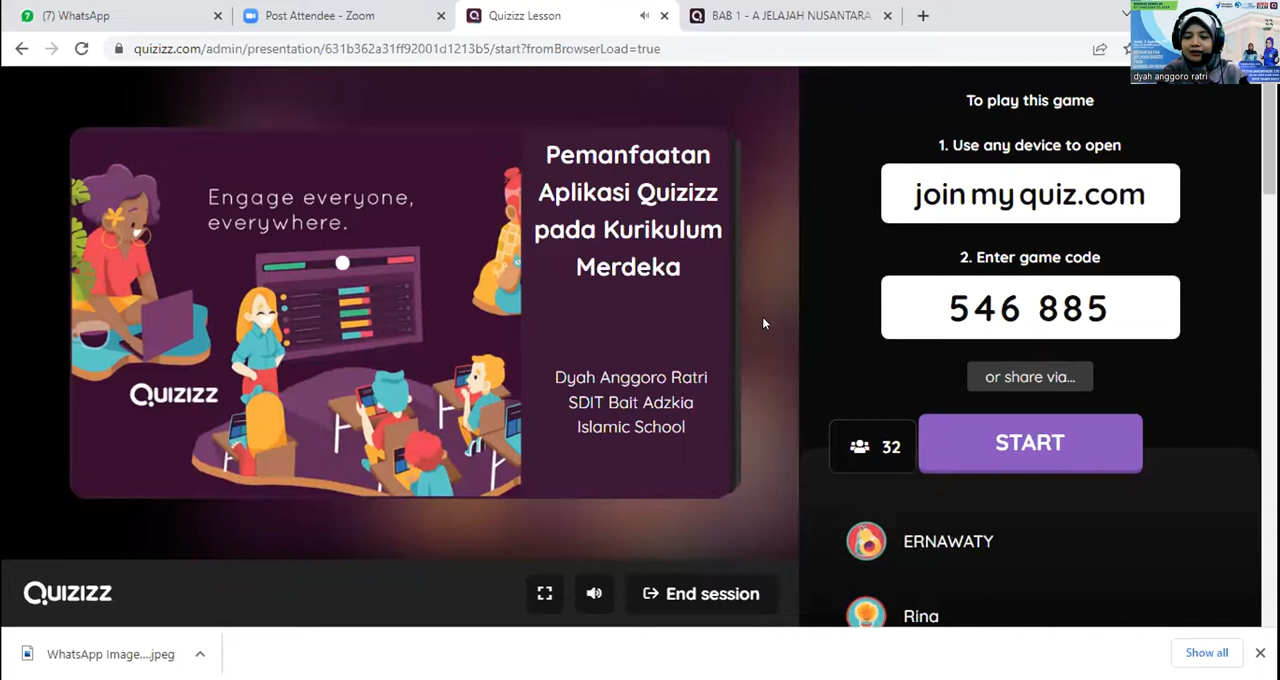 (7) WhatsApp
Post Attendee - Zoom
Quizizz Lesson
BAB 1 - A JELAJAH NUSANTARA
quizizz.com/admin/presentation/631b362a31ff92001d1213b5/start?fromBrowserLoad=true
dyah anggoro ratri
Engage everyone,
everywhere.
QUIZIZZ
Pemanfaatan
Aplikasi Quizizz
pada Kurikulum
Merdeka
Dyah Anggoro Ratri
SDIT Bait Adzkia
Islamic School
To play this game
1. Use any device to open
joinmyquiz.com
2. Enter game code
546 885
or share via...
32
START
ERNAWATY
Rina
QUIZIZZ
End session
WhatsApp Image....jpeg
Show all